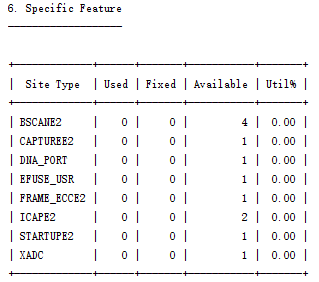 6. Specific Feature
-------------------
+-------------+------+-------+-----------+-------+
| Site Type | Used | Fixed | Available | Util% |
+-------------+------+-------+-----------+-------+
| BSCANE2 | 0 | 0 | 4 | 0.00 |
| CAPTUREE2 | 0 | 0 | 1 | 0.00 |
| DNA_PORT | 0 | 0 | 1 | 0.00 |
| EFUSE_USR | 0 | 0 | 1 | 0.00 |
| FRAME_ECCE2 | 0 | 0 | 1 | 0.00 |
| ICAPE2 | 0 | 0 | 2 | 0.00 |
| STARTUPE2 | 0 | 0 | 1 | 0.00 |
| XADC | 0 | 0 | 1 | 0.00 |
+-------------+------+-------+-----------+-------+